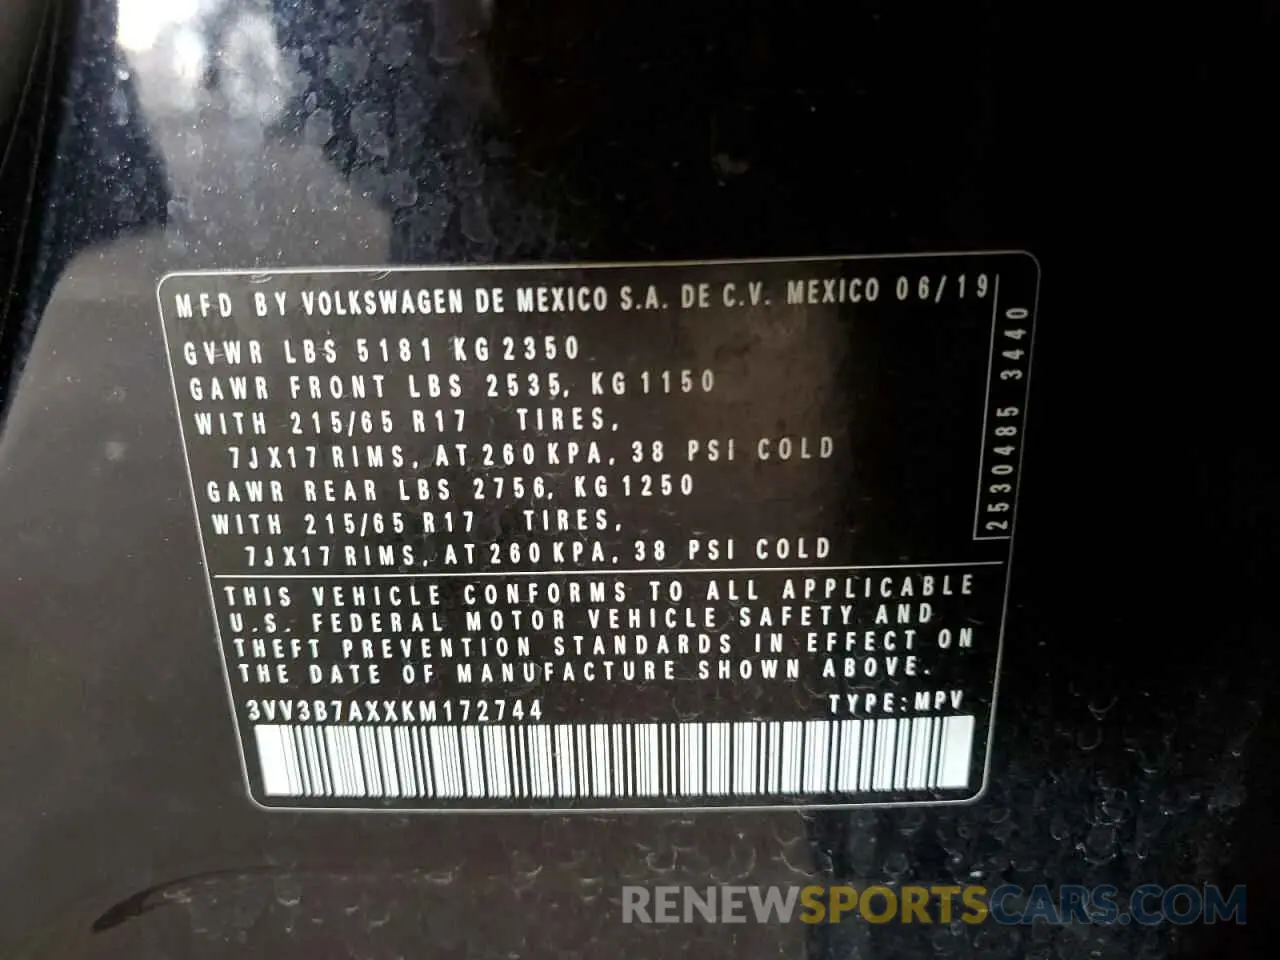 MFD BY VOLKSWAGEN DE MEXICO S.A. DE C.V. MEXICO 06/19
GVWR LBS 5181 KG 2350
GAWR FRONT LBS 2535, KG 1150
WITH 215/65 R17 TIRES,
7JX17 RIMS, AT 260 KPA, 38 PSI COLD
GAWR REAR LBS 2756, KG 1250
WITH 215/65 R17 TIRES,
7JX17 RIMS, AT 260 KPA, 38 PSI COLD
2530485 3440
THIS VEHICLE CONFORMS TO ALL APPLICABLE
U.S. FEDERAL MOTOR VEHICLE SAFETY AND
THEFT PREVENTION STANDARDS IN EFFECT ON
THE DATE OF MANUFACTURE SHOWN ABOVE.
3VV3B7AXXKM172744 TYPE: MPV
RENEWSPORTSCARS.COM